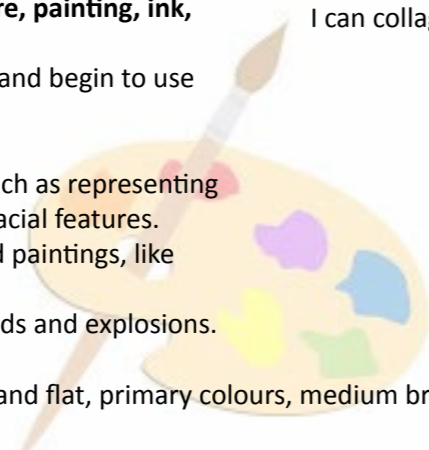 re, painting, ink,
I can colla
and begin to use
ch as representing
acial features.
d paintings, like
ds and explosions.
and flat, primary colours, medium br